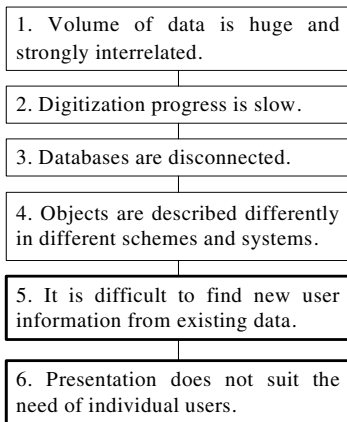 1. Volume of data is huge and
strongly interrelated.
2. Digitization progress is slow.
3. Databases are disconnected.
4. Objects are described differently
in different schemes and systems.
5. It is difficult to find new user
information from existing data.
6. Presentation does not suit the
need of individual users.